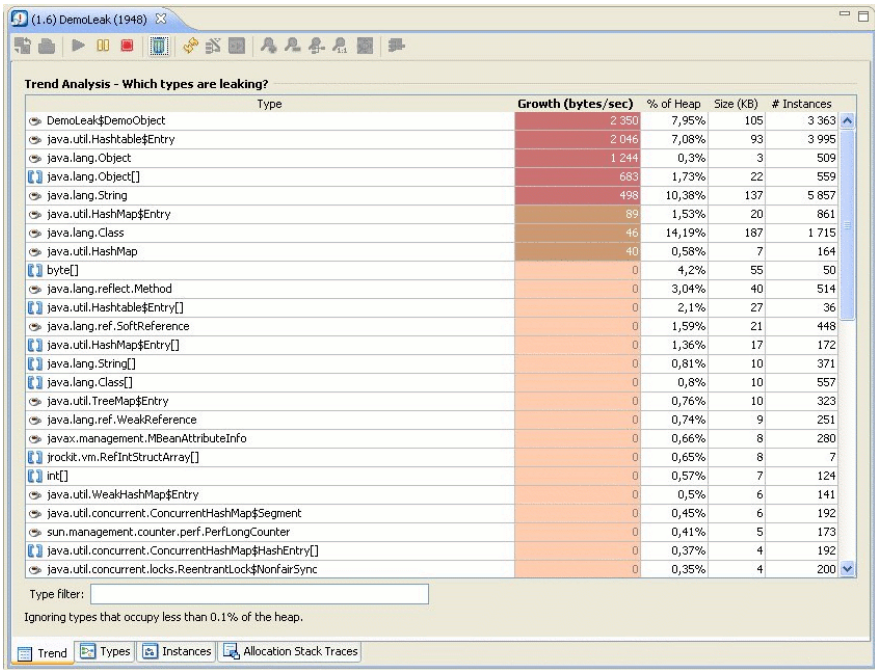 (1.6) DemoLeak (1948)
Trend Analysis - Which types are leaking?
Type Growth (bytes/sec) % of Heap Size (KB) # Instances
DemoLeak$DemoObject 2 350 7,95% 105 3 363
java.util.Hashtable$Entry 2 046 7,08% 93 3 995
java.lang.Object 1 244 0,3% 3 509
java.lang.Object[] 683 1,73% 22 559
java.lang.String 498 10,38% 137 5 857
java.util.HashMap$Entry 89 1,53% 20 861
java.lang.Class 46 14,19% 187 1 715
java.util.HashMap 40 0,58% 7 164
byte[] 0 4,2% 55 50
java.lang.reflect.Method 0 3,04% 40 514
java.util.Hashtable$Entry[] 0 2,1% 27 36
java.lang.ref.SoftReference 0 1,59% 21 448
java.util.HashMap$Entry[] 0 1,36% 17 172
java.lang.String[] 0 0,81% 10 371
java.lang.Class[] 0 0,8% 10 557
java.util.TreeMap$Entry 0 0,76% 10 323
java.lang.ref.WeakReference 0 0,74% 9 251
javax.management.MBeanAttributeInfo 0 0,66% 8 280
jrockit.vm.RefIntStructArray[] 0 0,65% 8 7
int[] 0 0,57% 7 124
java.util.WeakHashMap$Entry 0 0,5% 6 141
java.util.concurrent.ConcurrentHashMap$Segment 0 0,45% 6 192
sun.management.counter.perf.PerfLongCounter 0 0,41% 5 173
java.util.concurrent.ConcurrentHashMap$HashEntry[] 0 0,37% 4 192
java.util.concurrent.locks.ReentrantLock$NonfairSync 0 0,35% 4 200
Type filter:
Ignoring types that occupy less than 0.1% of the heap.
Trend Types Instances Allocation Stack Traces